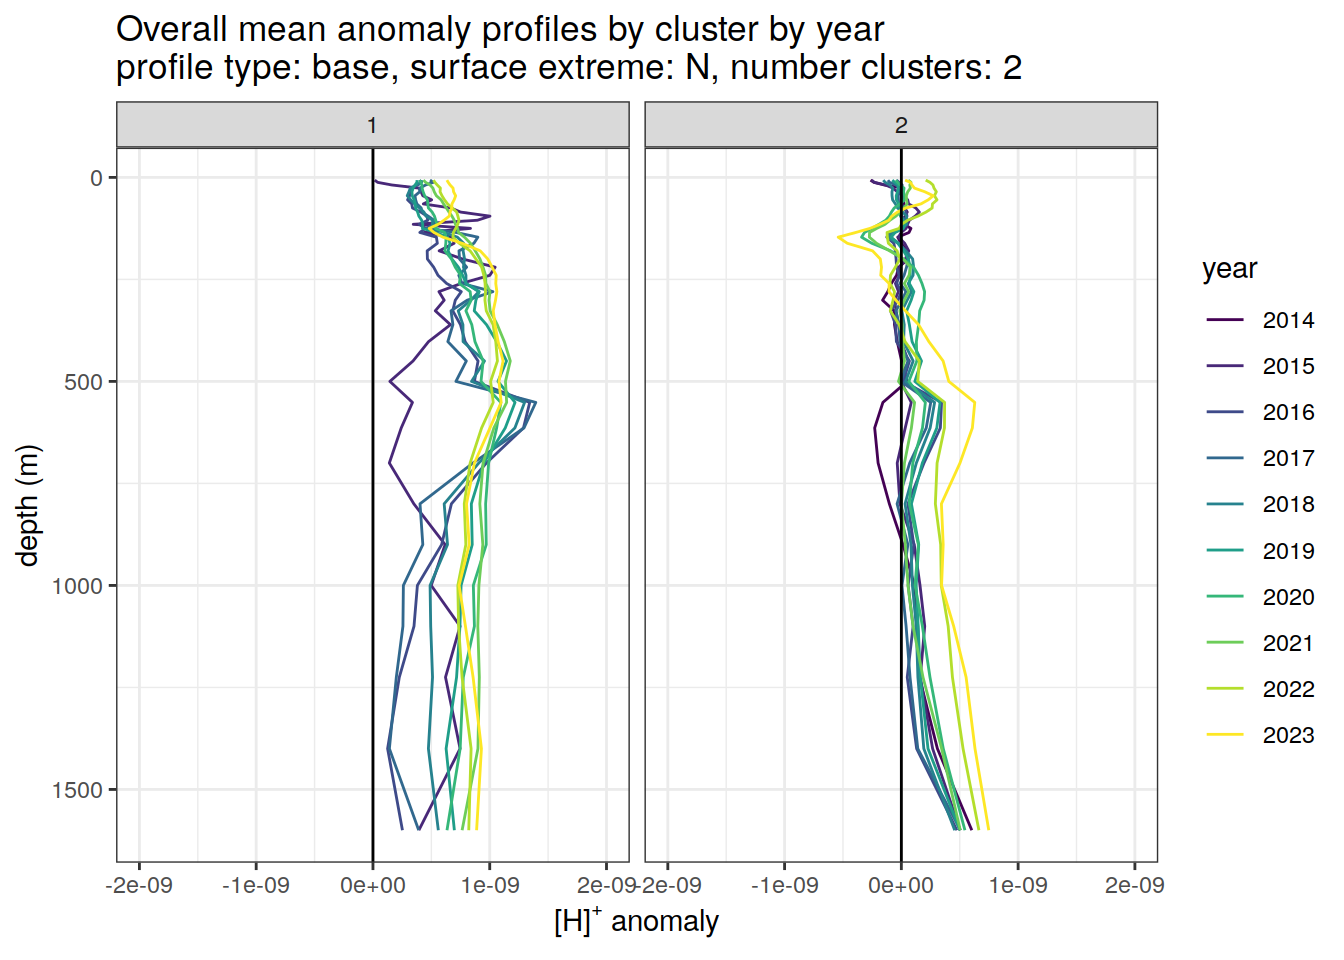 Overall mean anomaly profiles by cluster by year
profile type: base, surface extreme: N, number clusters: 2
1
2
0
500
1000
1500
depth (m)
-2e-09
-1e-09
0e+00
1e-09
2e-09
-2e-09
-1e-09
0e+00
1e-09
2e-09
[H]⁺ anomaly
year
2014
2015
2016
2017
2018
2019
2020
2021
2022
2023